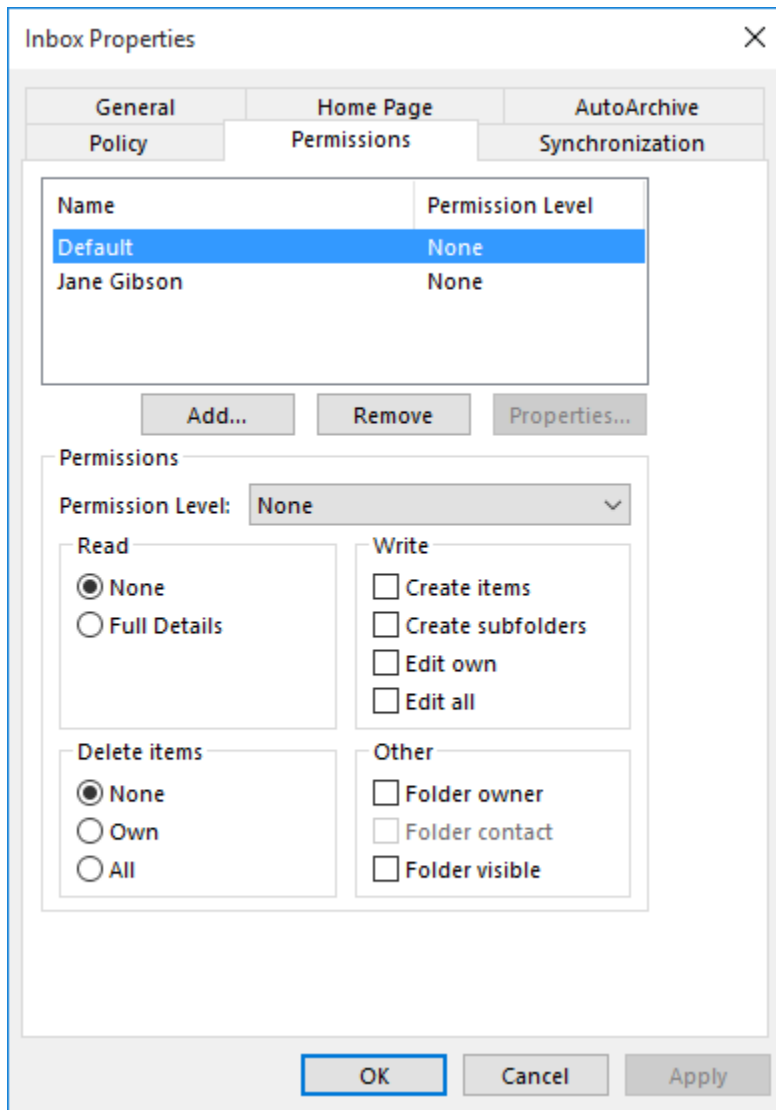 Inbox Properties
General Home Page AutoArchive
Policy Permissions Synchronization
Name Permission Level
Default None
Jane Gibson None
Add... Remove Properties...
Permissions
Permission Level: None
Read Write
None Create items
Full Details Create subfolders
Edit own
Edit all
Delete items Other
None Folder owner
Own Folder contact
All Folder visible
OK Cancel Apply